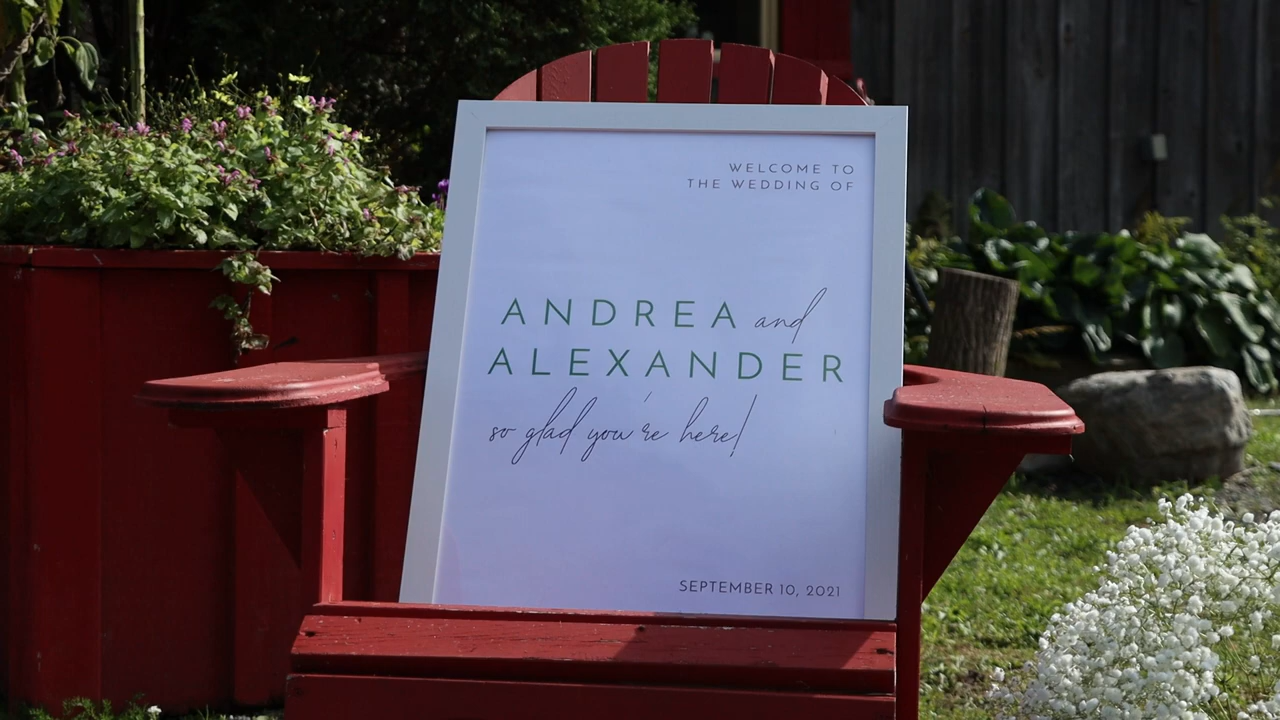 WELCOME TO
THE WEDDING OF
ANDREA and
ALEXANDER
so glad you're here!
SEPTEMBER 10, 2021